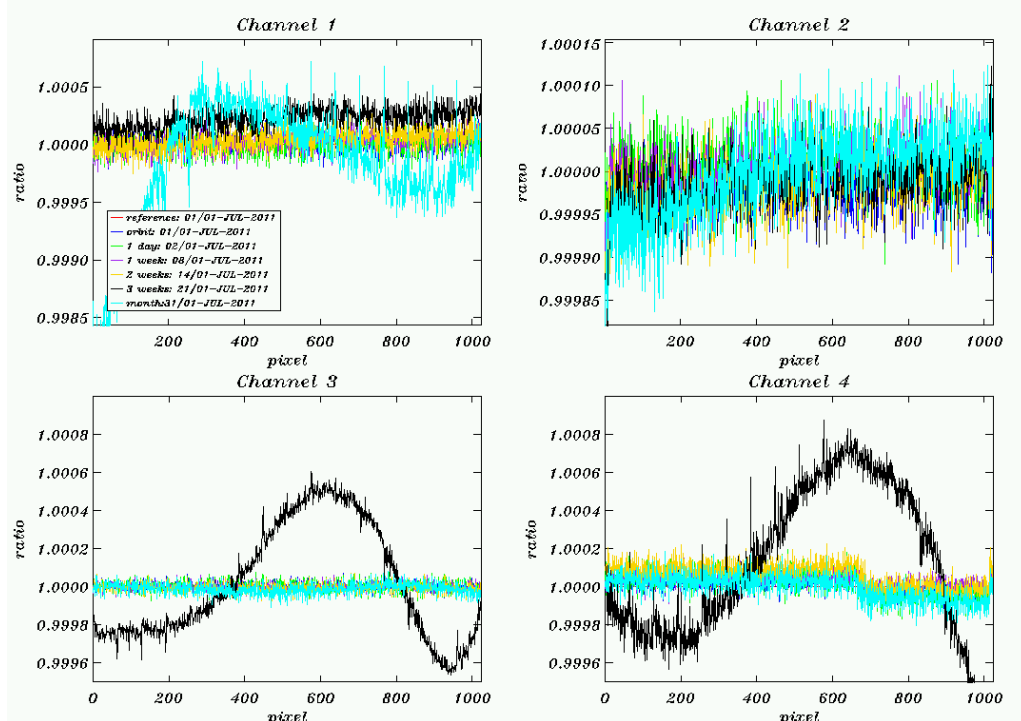 Channel 1
1.0005
1.0000
0.9995
0.9990
0.9985
ratio
reference: 01/01-JUL-2011
orbit: 01/01-JUL-2011
1 day: 02/01-JUL-2011
1 week: 08/01-JUL-2011
2 weeks: 14/01-JUL-2011
3 weeks: 21/01-JUL-2011
month:31/01-JUL-2011
200 400 600 800 1000
pixel
Channel 2
1.00015
1.00010
1.00005
1.00000
0.99995
0.99990
0.99985
ratio
200 400 600 800 1000
pixel
Channel 3
1.0008
1.0006
1.0004
1.0002
1.0000
0.9998
0.9996
ratio
0 200 400 600 800 1000
pixel
Channel 4
1.0008
1.0006
1.0004
1.0002
1.0000
0.9998
0.9996
ratio
0 200 400 600 800 1000
pixel